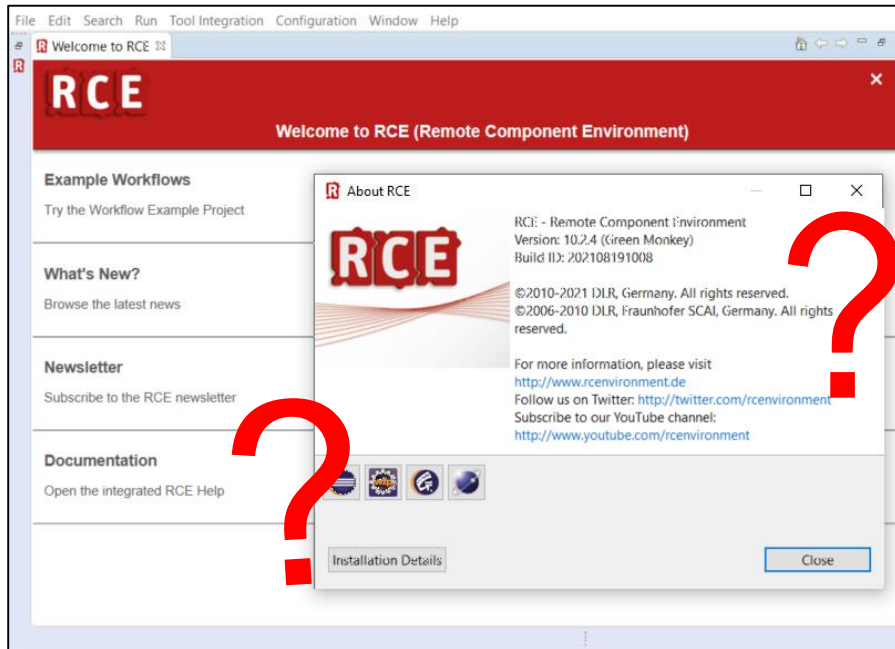 File Edit Search Run Tool Integration Configuration Window Help
Welcome to RCE
RCE
Welcome to RCE (Remote Component Environment)
Example Workflows
Try the Workflow Example Project
What's New?
Browse the latest news
Newsletter
Subscribe to the RCE newsletter
Documentation
Open the integrated RCE Help
About RCE
RCE
RCE - Remote Component Environment
Version: 10.2.4 (Green Monkey)
Build ID: 202108191008
©2010-2021 DLR, Germany. All rights reserved.
©2006-2010 DLR, Fraunhofer SCAI, Germany. All rights
reserved.
For more information, please visit
http://www.rcenvironment.de
Follow us on Twitter: http://twitter.com/rcenvironment
Subscribe to our YouTube channel:
http://www.youtube.com/rcenvironment
Installation Details
Close
?
?